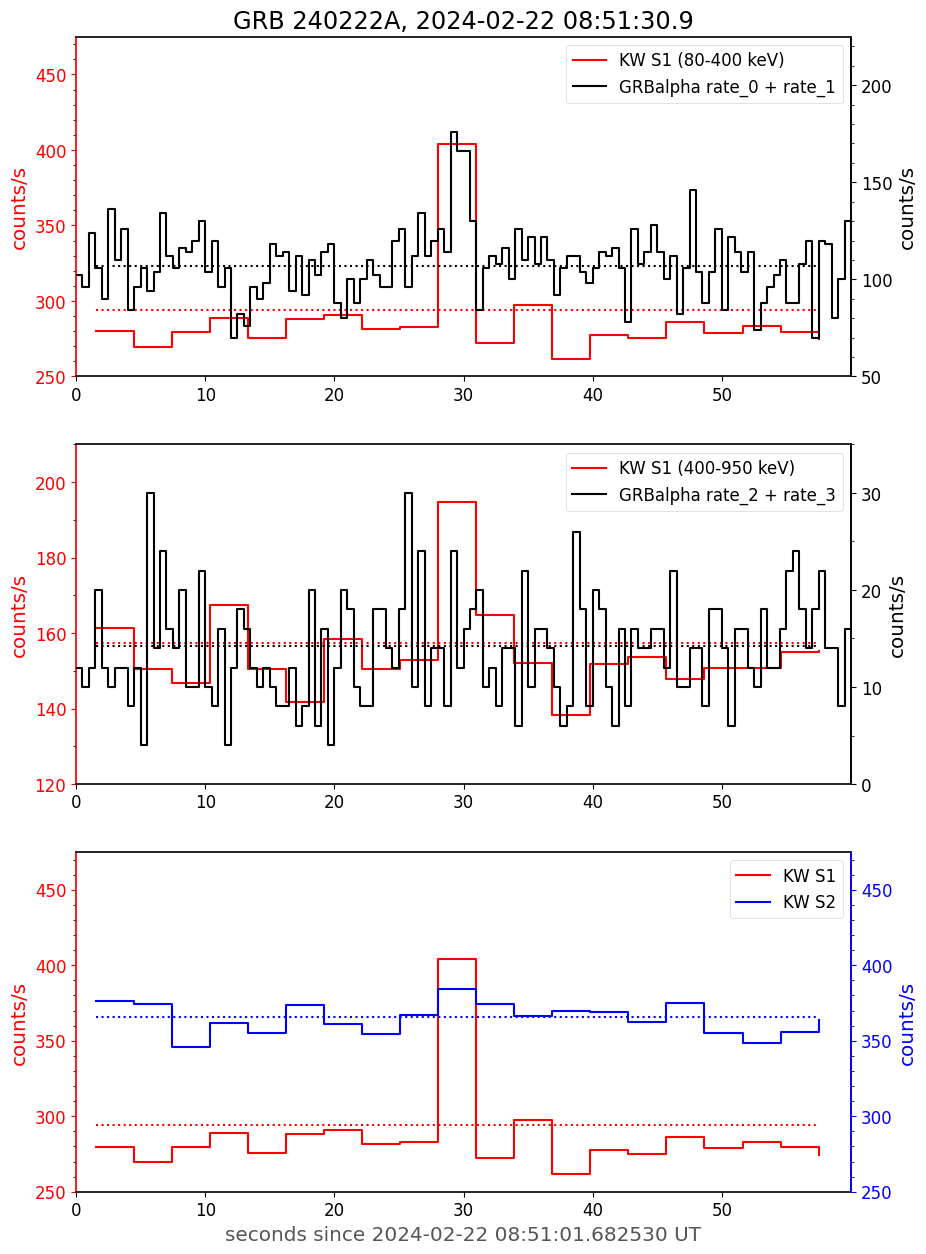 GRB 240222A, 2024-02-22 08:51:30.9
KW S1 (80-400 keV)
GRBalpha rate_0 + rate_1
450
400
350
300
250
counts/s
200
150
100
50
counts/s
0 10 20 30 40 50
KW S1 (400-950 keV)
GRBalpha rate_2 + rate_3
200
180
160
140
120
counts/s
30
20
10
0
counts/s
0 10 20 30 40 50
KW S1
KW S2
450
400
350
300
250
counts/s
450
400
350
300
250
counts/s
0 10 20 30 40 50
seconds since 2024-02-22 08:51:01.682530 UT